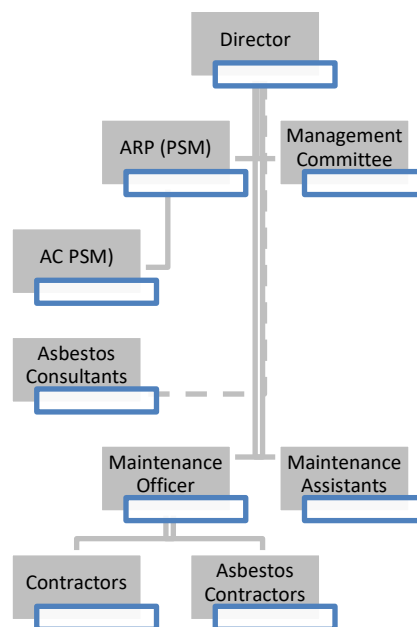 Director
ARP (PSM)
Management
Committee
AC PSM)
Asbestos
Consultants
Maintenance
Officer
Maintenance
Assistants
Contractors
Asbestos
Contractors